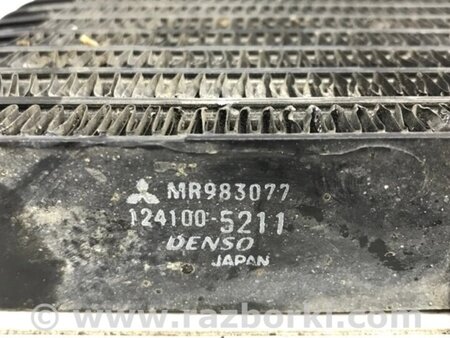 MR983077
124100-5211
DENSO
JAPAN
© www.razborki.com